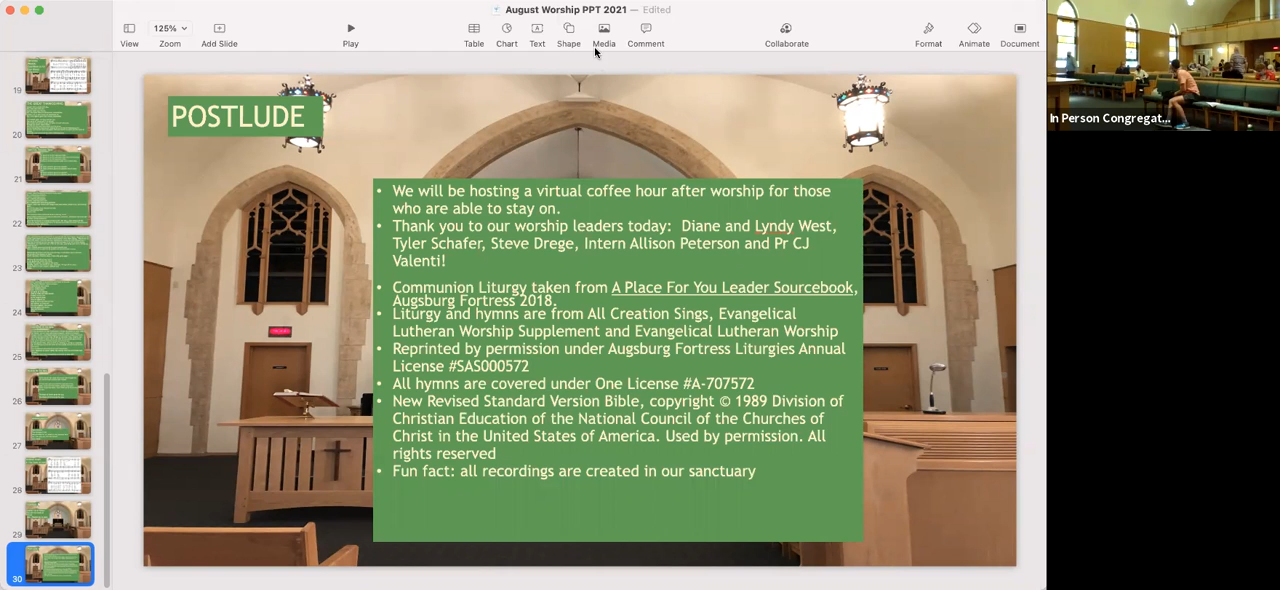 August Worship PPT 2021 — Edited
125%
View
Zoom
Add Slide
Play
Table
Chart
Text
Shape
Media
Comment
Collaborate
Format
Animate
Document
19
20
21
22
23
24
25
26
27
28
29
30
POSTLUDE
• We will be hosting a virtual coffee hour after worship for those
who are able to stay on.
• Thank you to our worship leaders today: Diane and Lyndy West,
Tyler Schafer, Steve Drege, Intern Allison Peterson and Pr CJ
Valenti!
• Communion Liturgy taken from A Place For You Leader Sourcebook,
Augsburg Fortress 2018.
• Liturgy and hymns are from All Creation Sings, Evangelical
Lutheran Worship Supplement and Evangelical Lutheran Worship
• Reprinted by permission under Augsburg Fortress Liturgies Annual
License #SAS000572
• All hymns are covered under One License #A-707572
• New Revised Standard Version Bible, copyright © 1989 Division of
Christian Education of the National Council of the Churches of
Christ in the United States of America. Used by permission. All
rights reserved
• Fun fact: all recordings are created in our sanctuary
In Person Congregat...